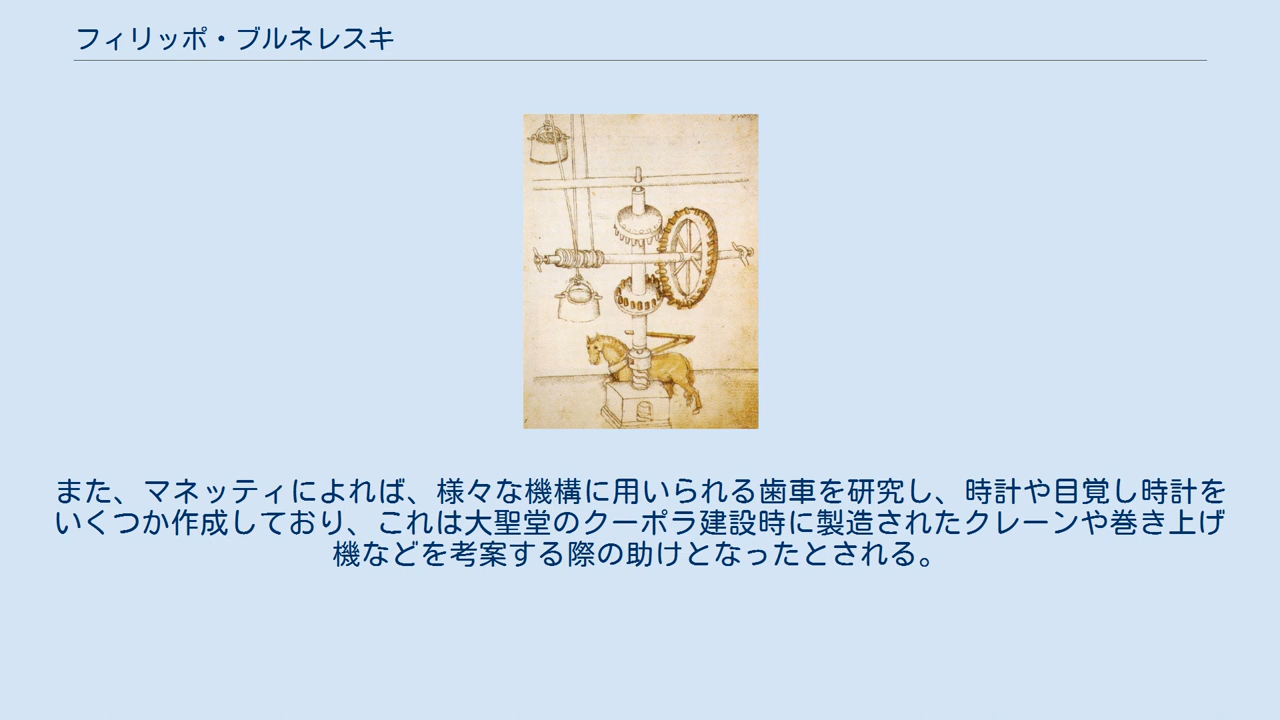 フィリッポ・ブルネレスキ
また、マネッティによれば、様々な機構に用いられる歯車を研究し、時計や目覚し時計を
いくつか作成しており、これは大聖堂のクーポラ建設時に製造されたクレーンや巻き上げ
機などを考案する際の助けとなったとされる。